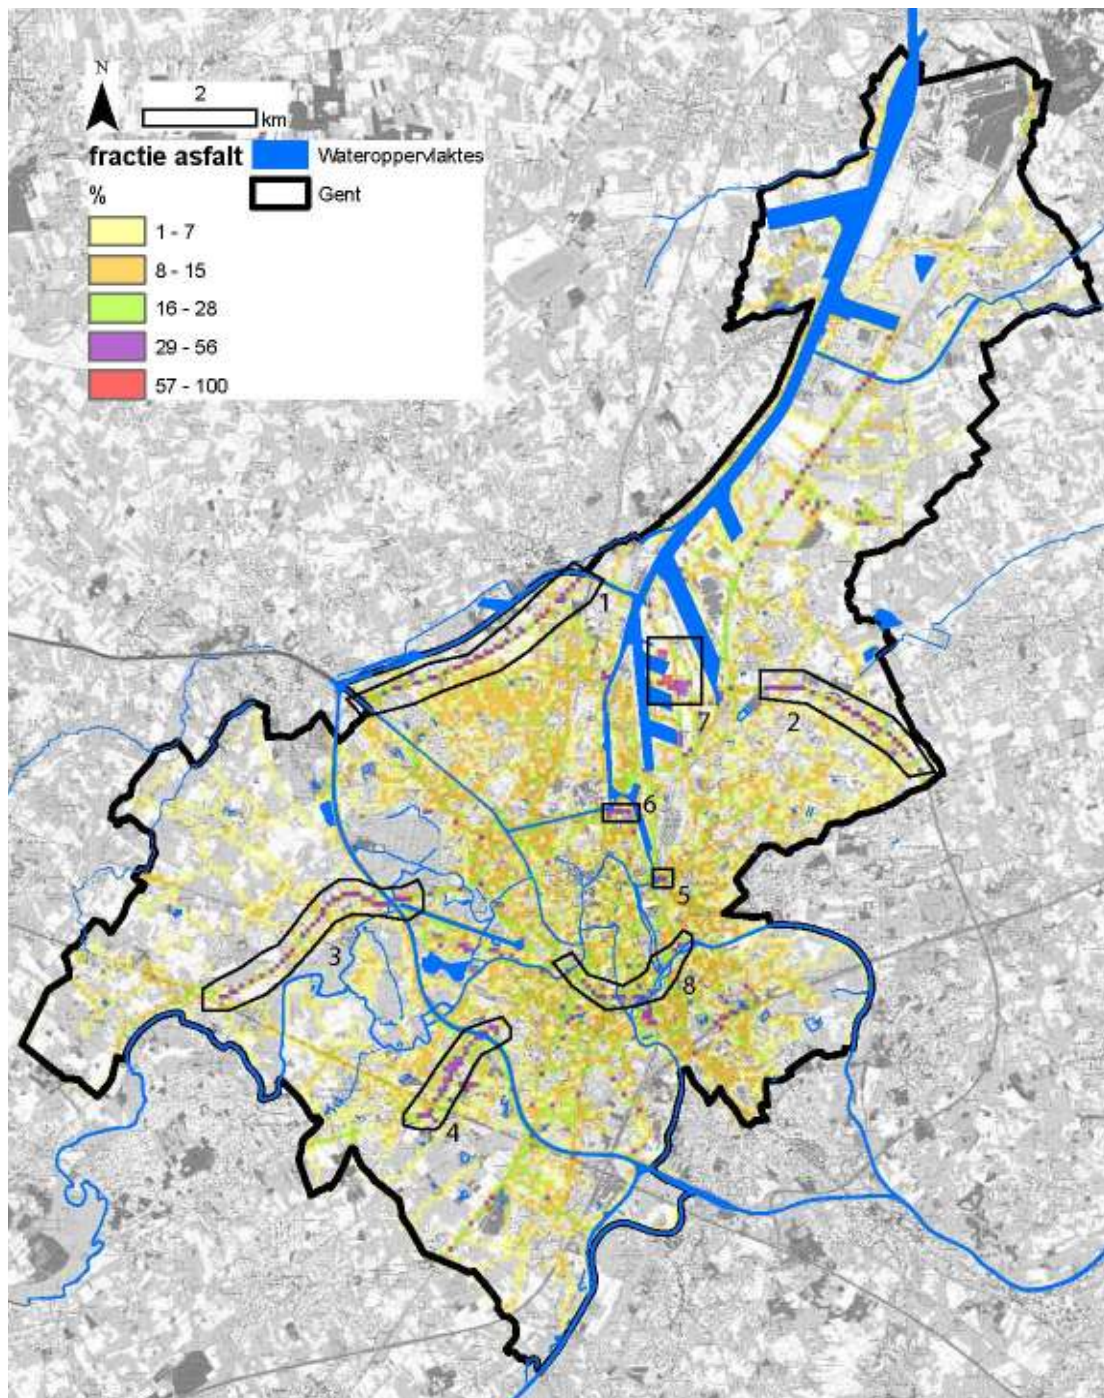 N
2
km
fractie asfalt
Wateroppervlaktes
%
Gent
1 - 7
8 - 15
16 - 28
29 - 56
57 - 100
1
2
7
6
5
3
8
4